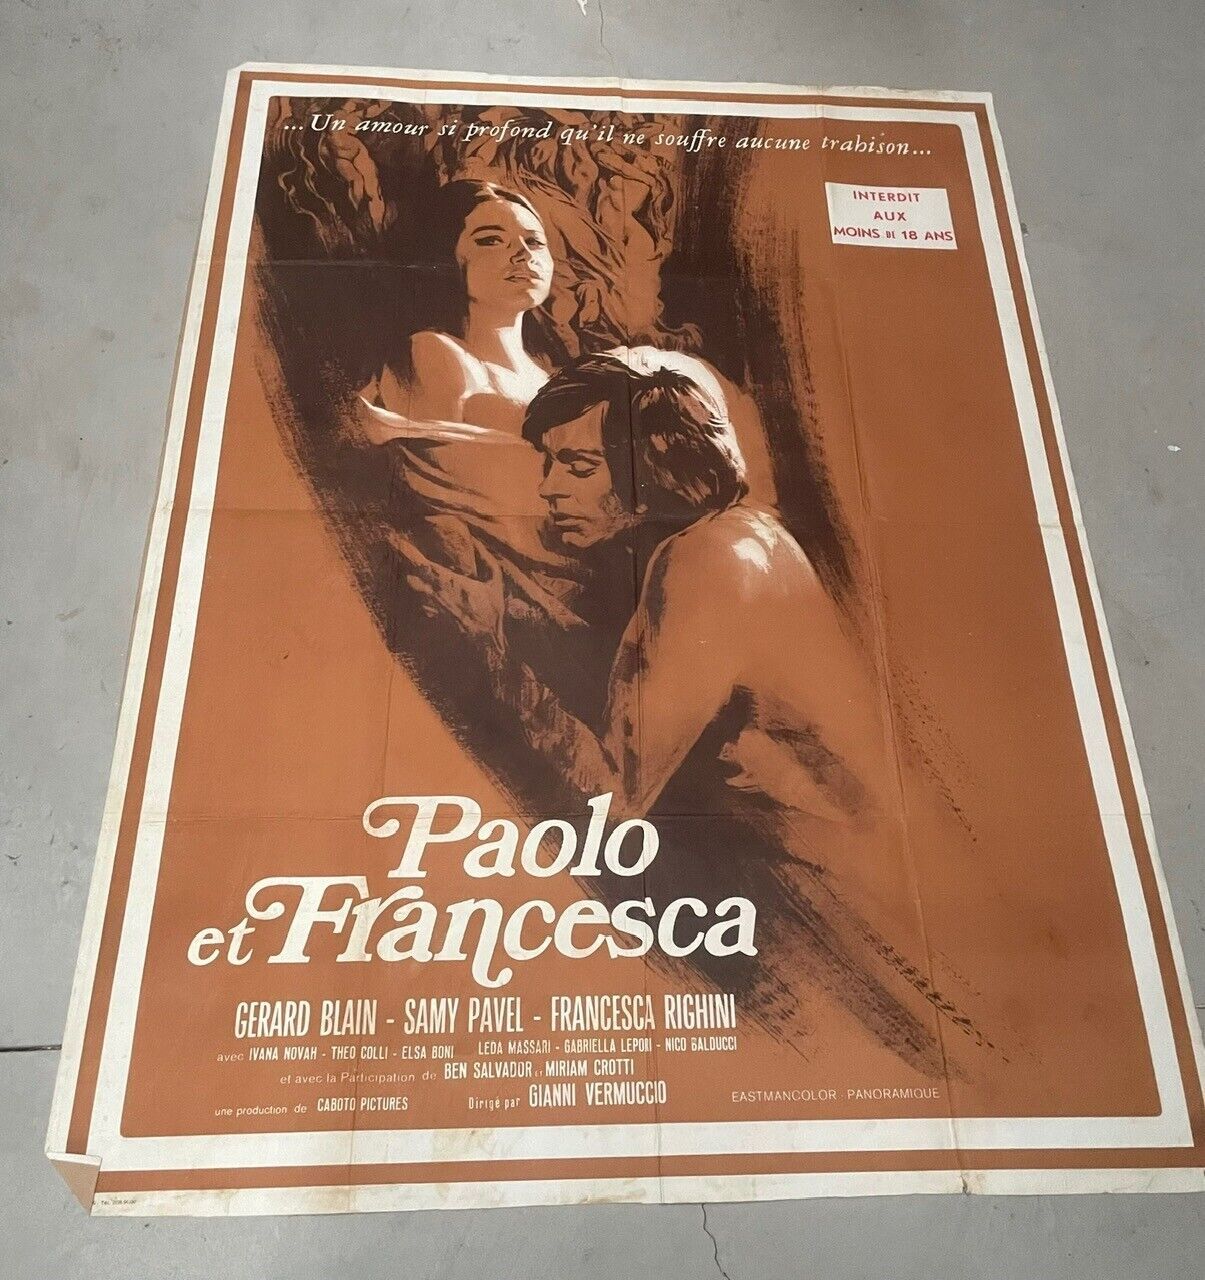 ...Un amour si profond qu'il ne souffre aucune trahison...
INTERDIT
AUX
MOINS DE 18 ANS
Paolo
et Francesca
GERARD BLAIN - SAMY PAVEL - FRANCESCA RIGHINI
avec IVANA NOVAH - THEO COLLI - ELSA BONI LEDA MASSARI - GABRIELLA LEPORI - NICO BALDUCCI
et avec la Participation de BEN SALVADOR et MIRIAM CROTTI
une production de CABOTO PICTURES Dirigé par GIANNI VERMUCCIO
EASTMANCOLOR - PANORAMIQUE